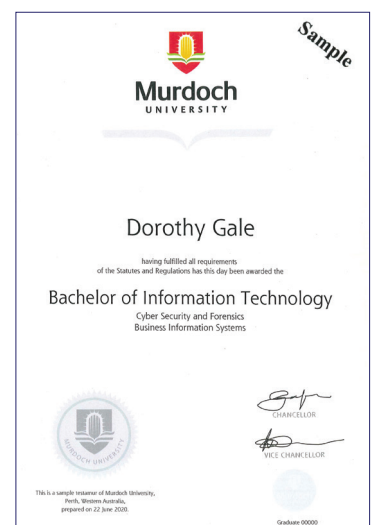 Sample
Murdoch
UNIVERSITY
Dorothy Gale
having fulfilled all requirements
of the Statutes and Regulations has this day been awarded the
Bachelor of Information Technology
Cyber Security and Forensics
Business Information Systems
CHANCELLOR
VICE CHANCELLOR
MURDOCH UNIVERSITY
This is a sample testamur of Murdoch University,
Perth, Western Australia,
prepared on 22 June 2020.
Graduate 00000